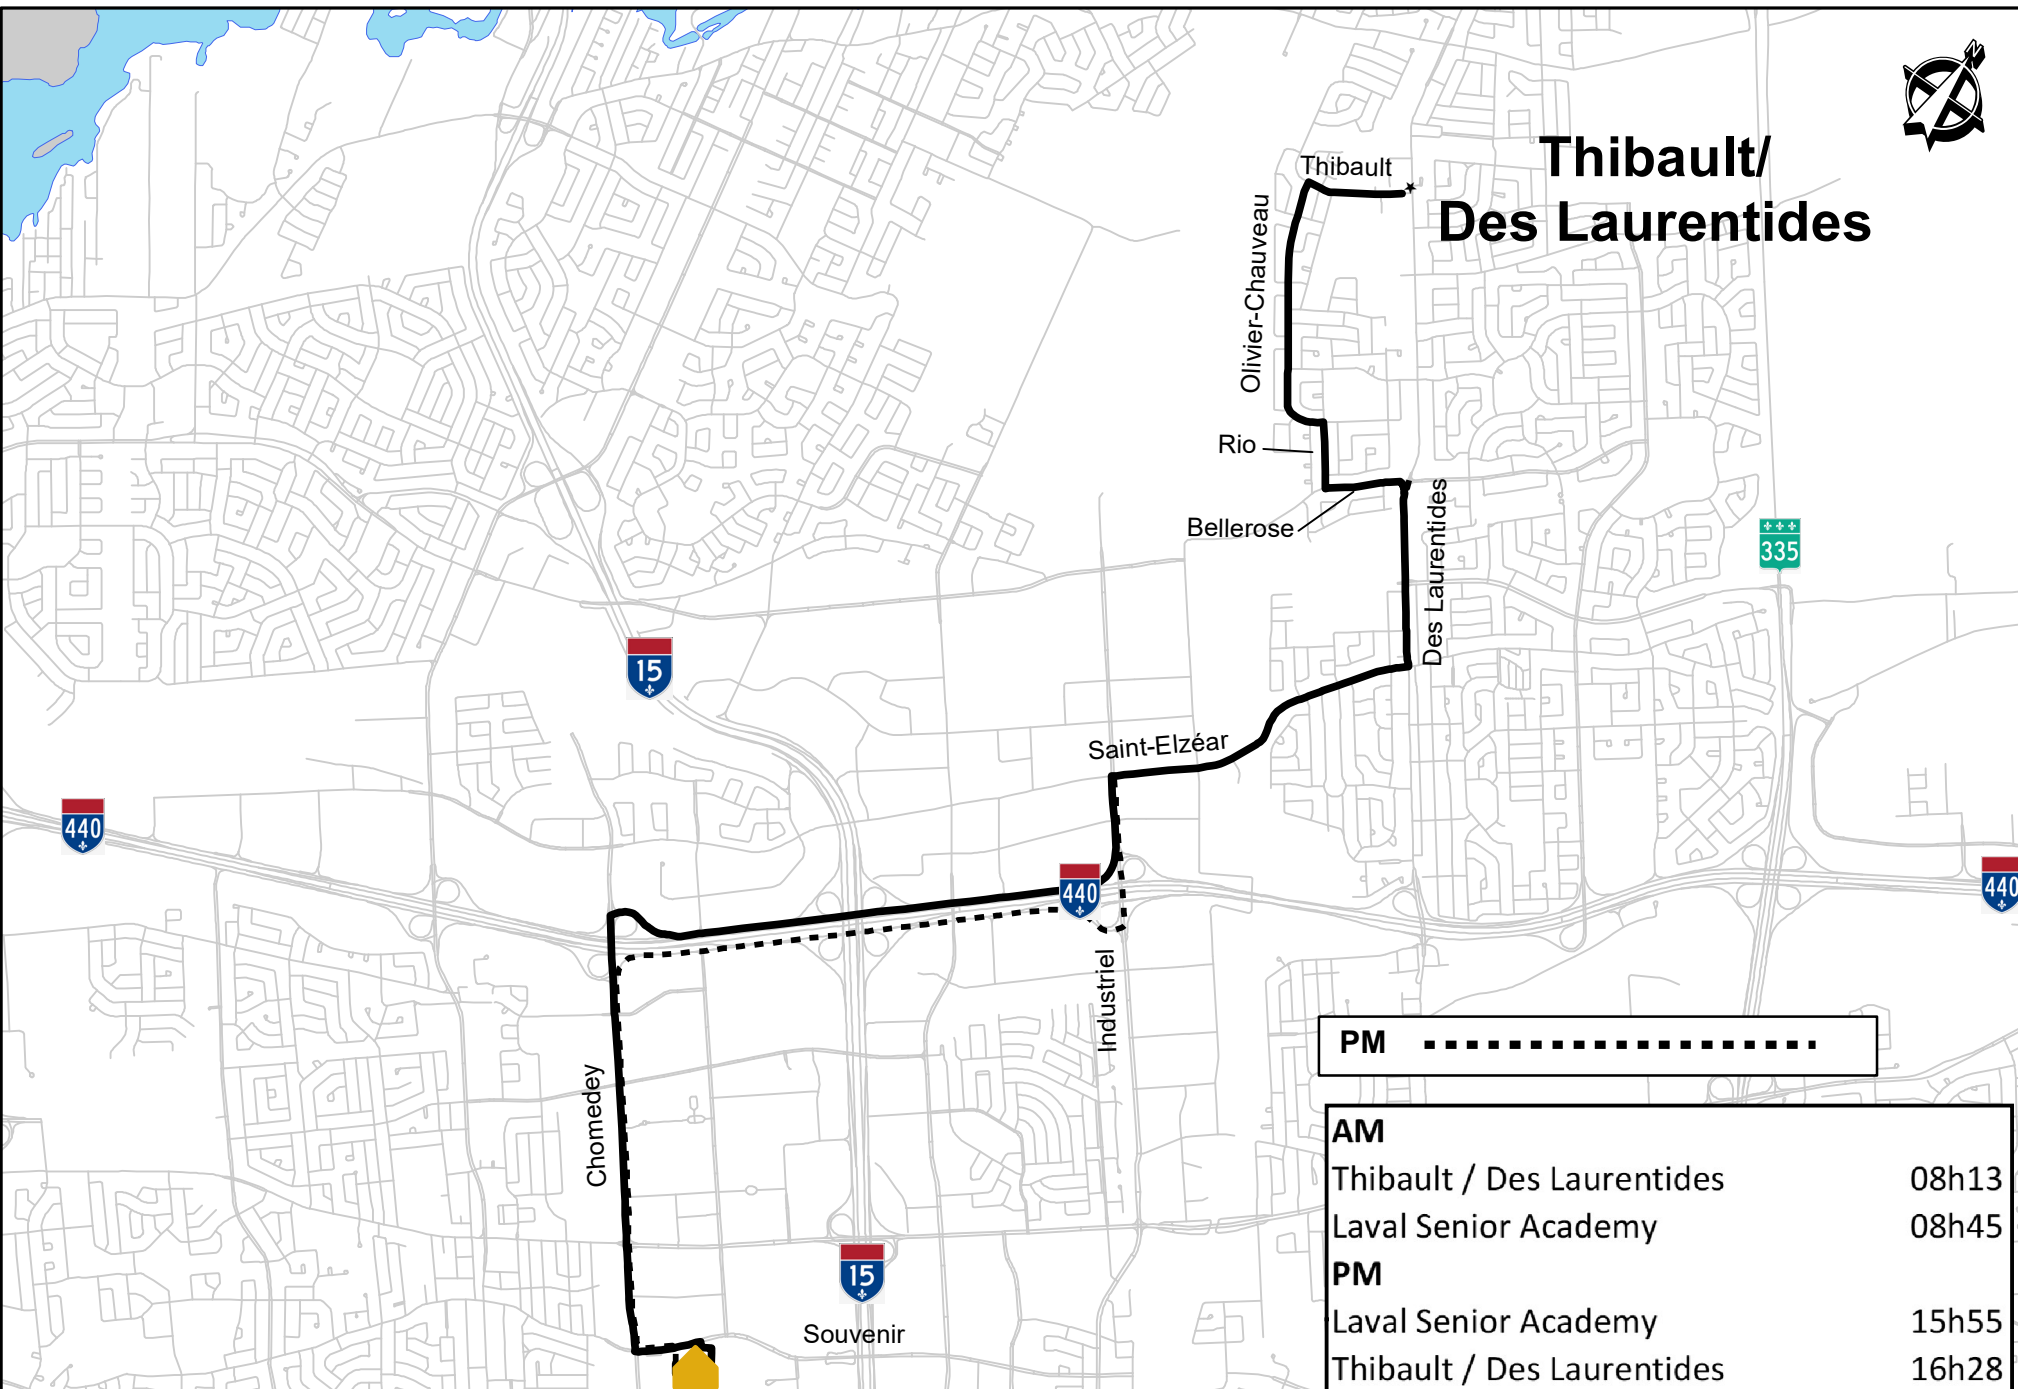 N
Thibault/
Des Laurentides
Thibault
Olivier-Chauveau
Rio
Bellerose
Des Laurentides
335
15
Saint-Elzéar
440
440
440
Industriel
Chomedey
15
Souvenir
PM
AM
Thibault / Des Laurentides 08h13
Laval Senior Academy 08h45
PM
Laval Senior Academy 15h55
Thibault / Des Laurentides 16h28